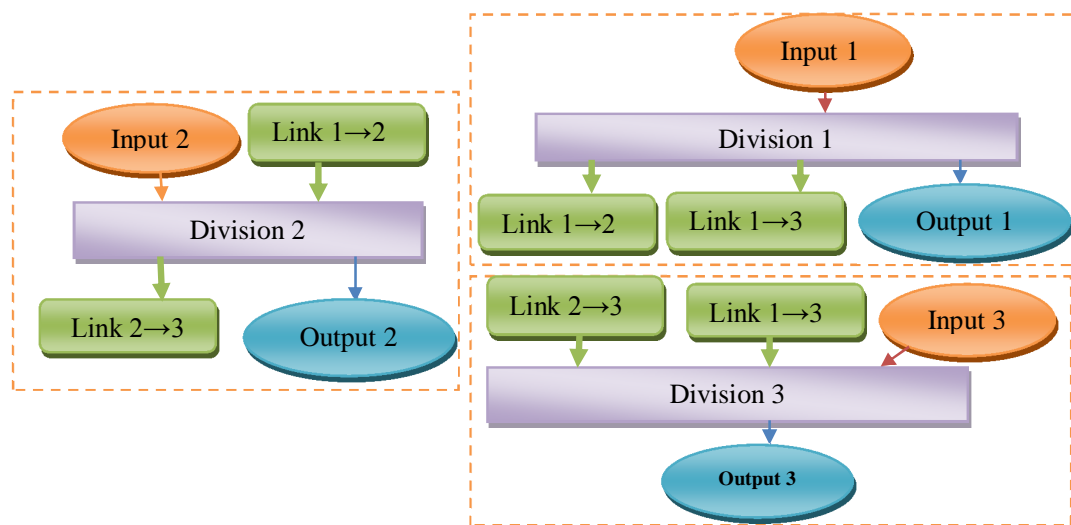 Input 2
Link 1→2
Division 2
Link 2→3
Output 2
Input 1
Division 1
Link 1→2
Link 1→3
Output 1
Link 2→3
Link 1→3
Input 3
Division 3
Output 3